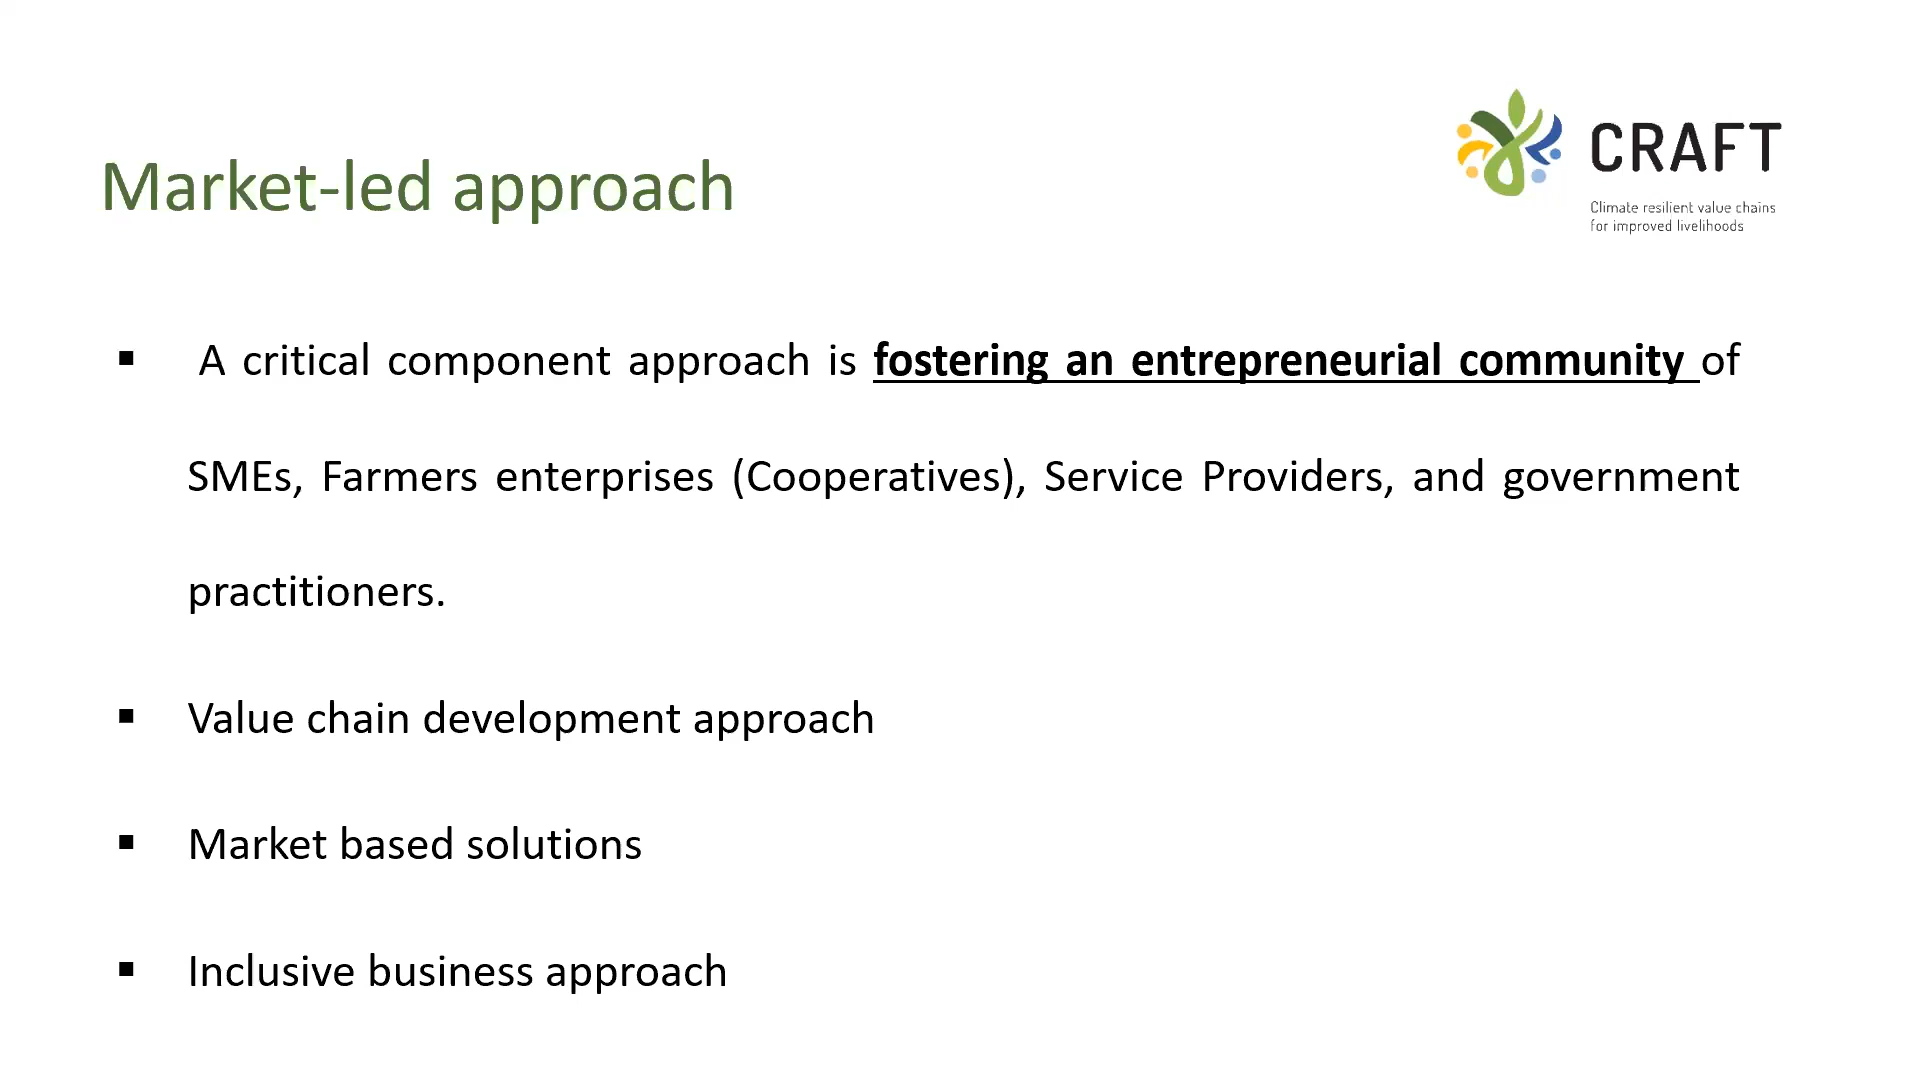 Market-led approach
CRAFT
Climate resilient value chains
for improved livelihoods
▪ A critical component approach is fostering an entrepreneurial community of
SMEs, Farmers enterprises (Cooperatives), Service Providers, and government
practitioners.
▪ Value chain development approach
▪ Market based solutions
▪ Inclusive business approach